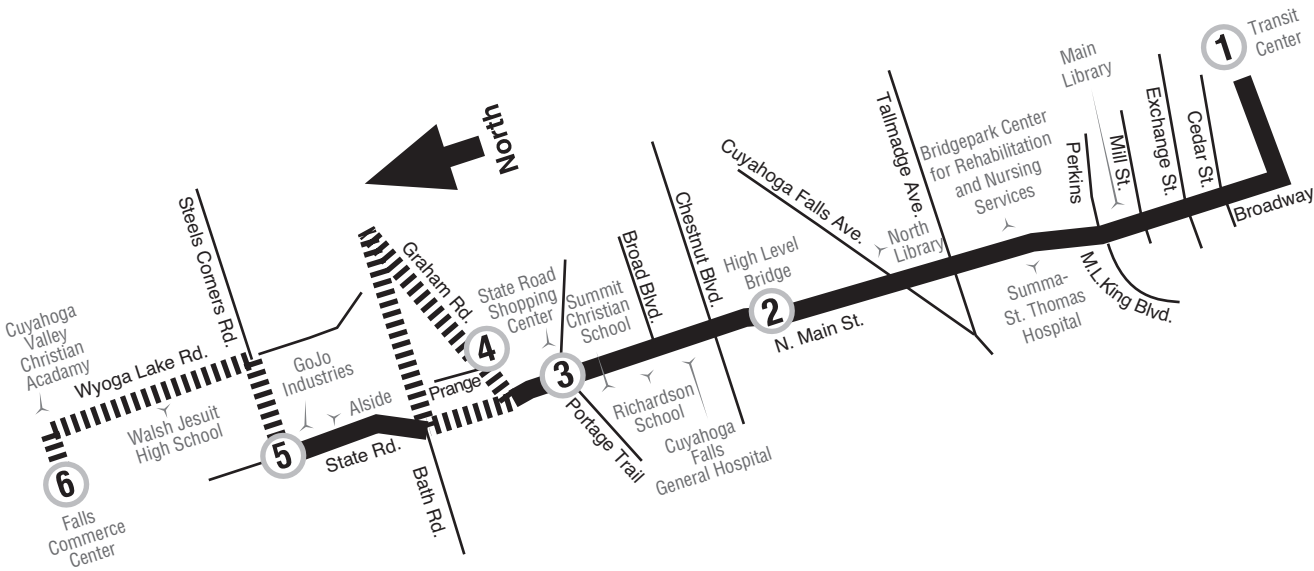 1
Transit
Center
Main
Library
Cedar St.
Exchange St.
Mill St.
Perkins
Broadway
Bridgepark Center
for Rehabilitation
and Nursing
Services
Tallmadge Ave.
M.L.King Blvd.
Summa-
St. Thomas
Hospital
North
Library
Cuyahoga Falls Ave.
N. Main St.
2
High Level
Bridge
Chestnut Blvd.
Broad Blvd.
Cuyahoga
Falls
General Hospital
Richardson
School
Summit
Christian
School
3
Portage Trail
State Road
Shopping
Center
4
Graham Rd.
Prange
North
Bath Rd.
State Rd.
Alside
GoJo
Industries
5
Steels Corners Rd.
Wyoga Lake Rd.
Walsh Jesuit
High School
Cuyahoga
Valley
Christian
Acadamy
6
Falls
Commerce
Center